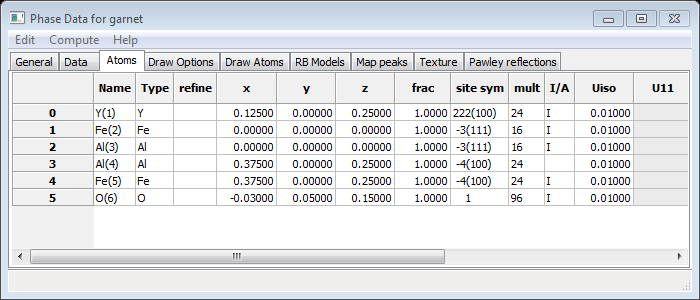 Phase Data for garnet
Edit Compute Help
General Data Atoms Draw Options Draw Atoms RB Models Map peaks Texture Pawley reflections
Name Type refine x y z frac site sym mult I/A Uiso U11
0 Y(1) Y 0.12500 0.00000 0.25000 1.0000 222(100) 24 I 0.01000
1 Fe(2) Fe 0.00000 0.00000 0.00000 1.0000 -3(111) 16 I 0.01000
2 Al(3) Al 0.00000 0.00000 0.00000 1.0000 -3(111) 16 I 0.01000
3 Al(4) Al 0.37500 0.00000 0.25000 1.0000 -4(100) 24 0.01000
4 Fe(5) Fe 0.37500 0.00000 0.25000 1.0000 -4(100) 24 I 0.01000
5 O(6) O -0.03000 0.05000 0.15000 1.0000 1 96 I 0.01000